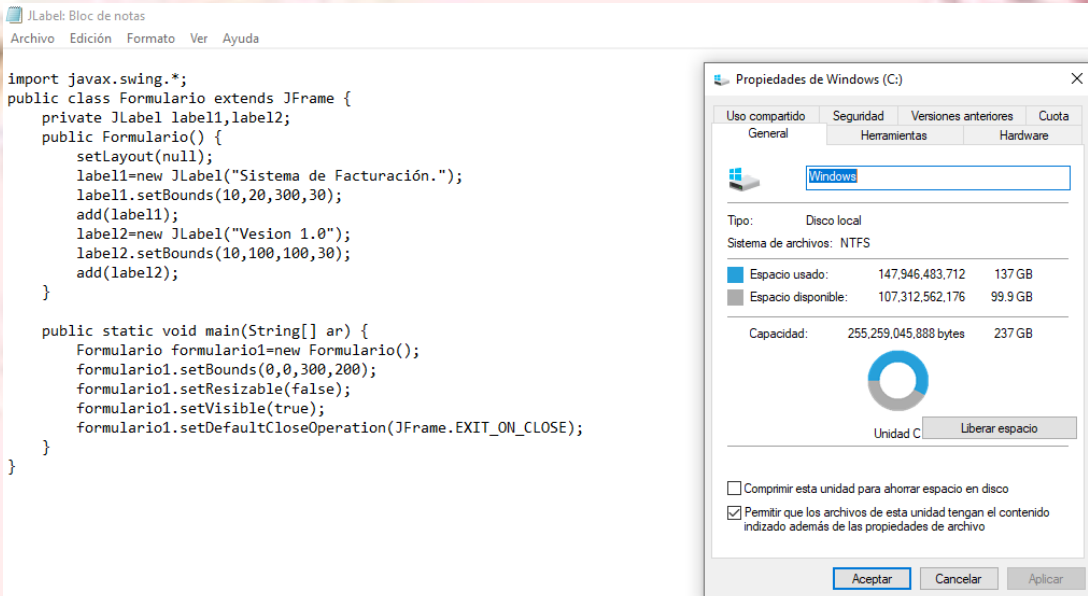 JLabel: Bloc de notas
Archivo Edición Formato Ver Ayuda
import javax.swing.*;
public class Formulario extends JFrame {
    private JLabel label1,label2;
    public Formulario() {
        setLayout(null);
        label1=new JLabel("Sistema de Facturación.");
        label1.setBounds(10,20,300,30);
        add(label1);
        label2=new JLabel("Vesion 1.0");
        label2.setBounds(10,100,100,30);
        add(label2);
    }
    public static void main(String[] ar) {
        Formulario formulario1=new Formulario();
        formulario1.setBounds(0,0,300,200);
        formulario1.setResizable(false);
        formulario1.setVisible(true);
        formulario1.setDefaultCloseOperation(JFrame.EXIT_ON_CLOSE);
    }
}
Propiedades de Windows (C:)
Uso compartido Seguridad Versiones anteriores Cuota
General Herramientas Hardware
Windows
Tipo: Disco local
Sistema de archivos: NTFS
Espacio usado: 147,946,483,712 137 GB
Espacio disponible: 107,312,562,176 99.9 GB
Capacidad: 255,259,045,888 bytes 237 GB
Unidad C Liberar espacio
Comprimir esta unidad para ahorrar espacio en disco
Permitir que los archivos de esta unidad tengan el contenido
indizado además de las propiedades de archivo
Aceptar Cancelar Aplicar